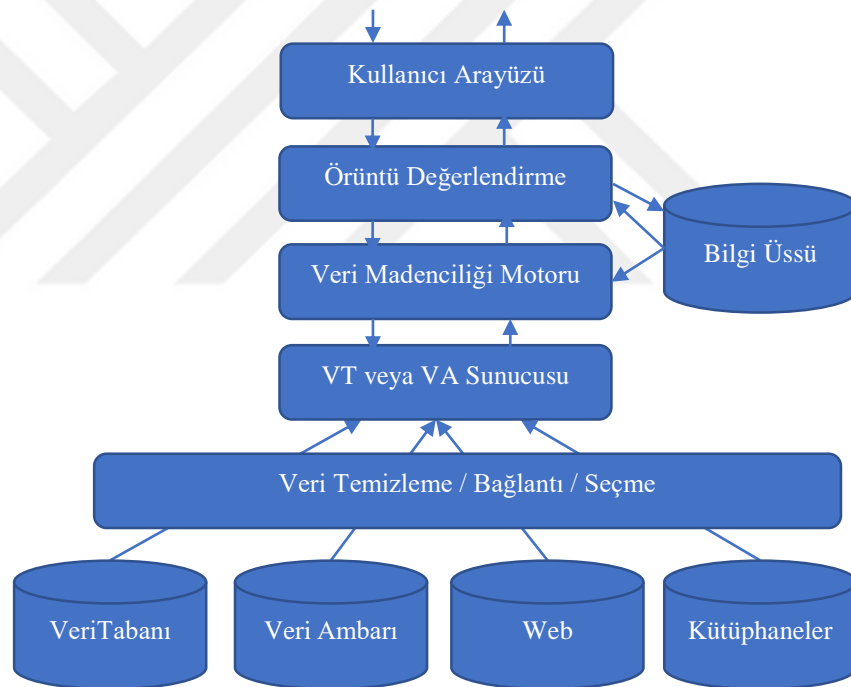 Kullanıcı Arayüzü
Örüntü Değerlendirme
Veri Madenciliği Motoru
Bilgi Üssü
VT veya VA Sunucusu
Veri Temizleme / Bağlantı / Seçme
VeriTabanı
Veri Ambarı
Web
Kütüphaneler